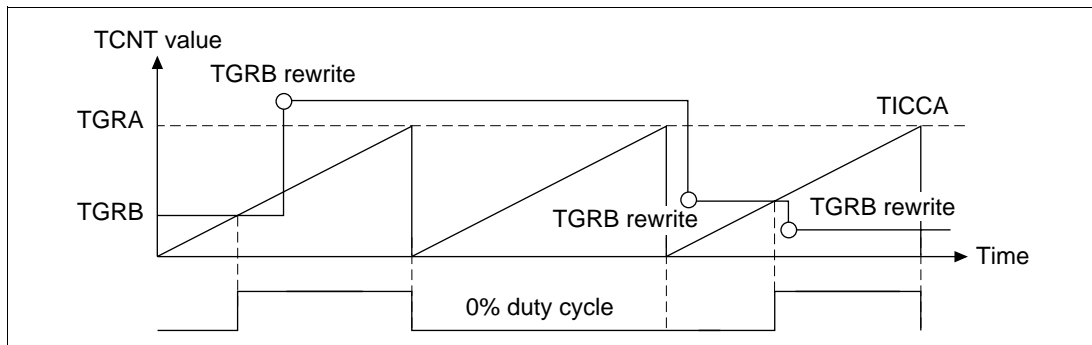 TCNT value
TGRB rewrite
TGRA
TICCA
TGRB
TGRB rewrite
TGRB rewrite
Time
0% duty cycle